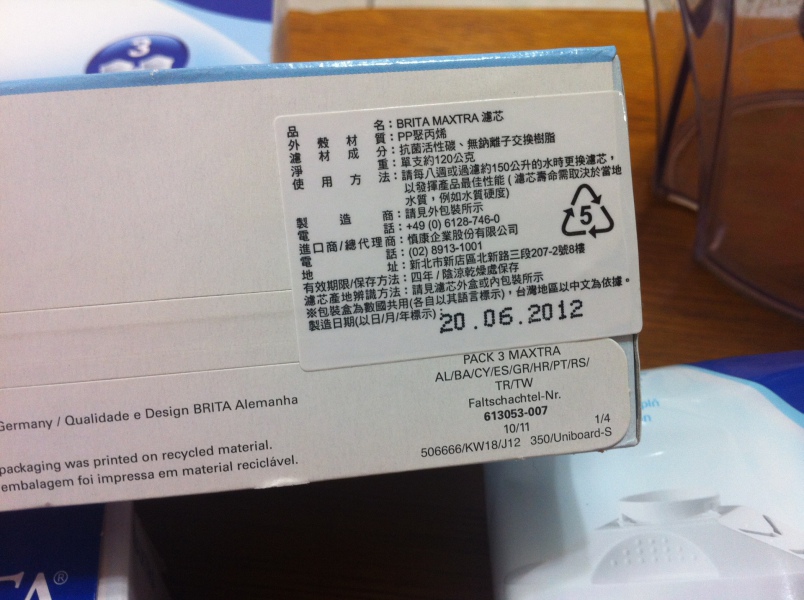 3
品　　　　名：BRITA MAXTRA 濾芯
外　殼　材　質：PP聚丙烯
濾　材　成　分：抗菌活性碳、無鈉離子交換樹脂
淨　　　　重：單支約120公克
使　用　方　法：請每八週或過濾約150公升的水時更換濾芯，
以發揮產品最佳性能 ( 濾芯壽命需取決於當地
水質，例如水質硬度)
製　　造　　商：請見外包裝所示
電　　　　話：+49 (0) 6128-746-0
進口商/總代理商：慎康企業股份有限公司
電　　　　話：(02) 8913-1001
地　　　　址：新北市新店區北新路三段207-2號8樓
有效期限/保存方法：四年 / 陰涼乾燥處保存
濾芯產地辨識方法：請見濾芯外盒或內包裝所示
※包裝盒為數國共用(各自以其語言標示)，台灣地區以中文為依據。
製造日期(以日/月/年標示)：20.06.2012
5
PACK 3 MAXTRA
AL/BA/CY/ES/GR/HR/PT/RS/
TR/TW
Faltschachtel-Nr.
613053-007
10/11
1/4
506666/KW18/J12 350/Uniboard-S
Germany / Qualidade e Design BRITA Alemanha
packaging was printed on recycled material.
embalagem foi impressa em material reciclável.